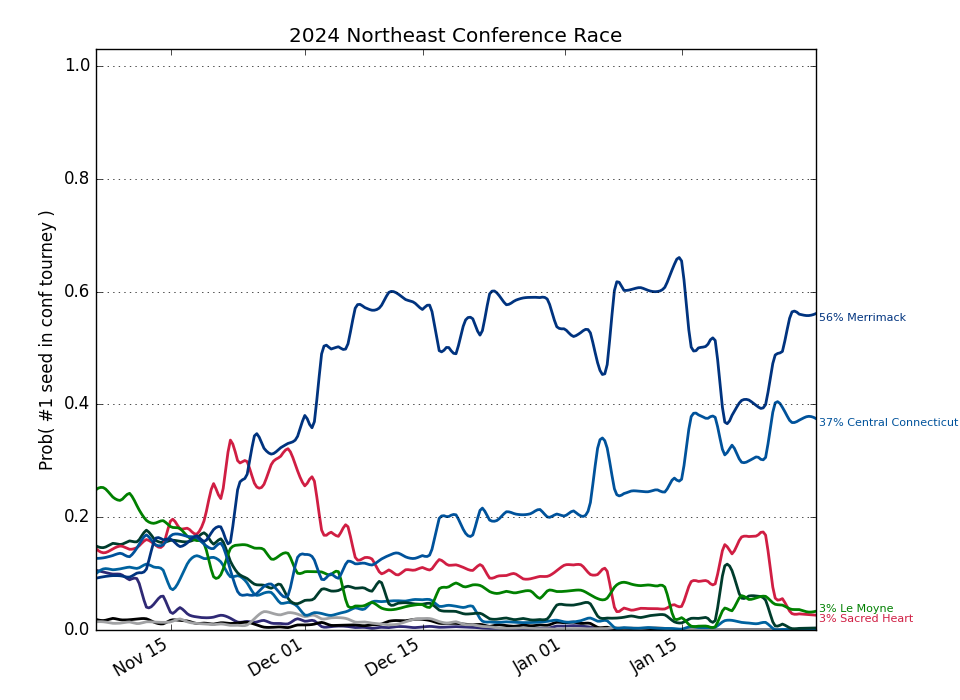 2024 Northeast Conference Race
Prob( #1 seed in conf tourney )
1.0
0.8
0.6
0.4
0.2
0.0
56% Merrimack
37% Central Connecticut
3% Le Moyne
3% Sacred Heart
Nov 15
Dec 01
Dec 15
Jan 01
Jan 15